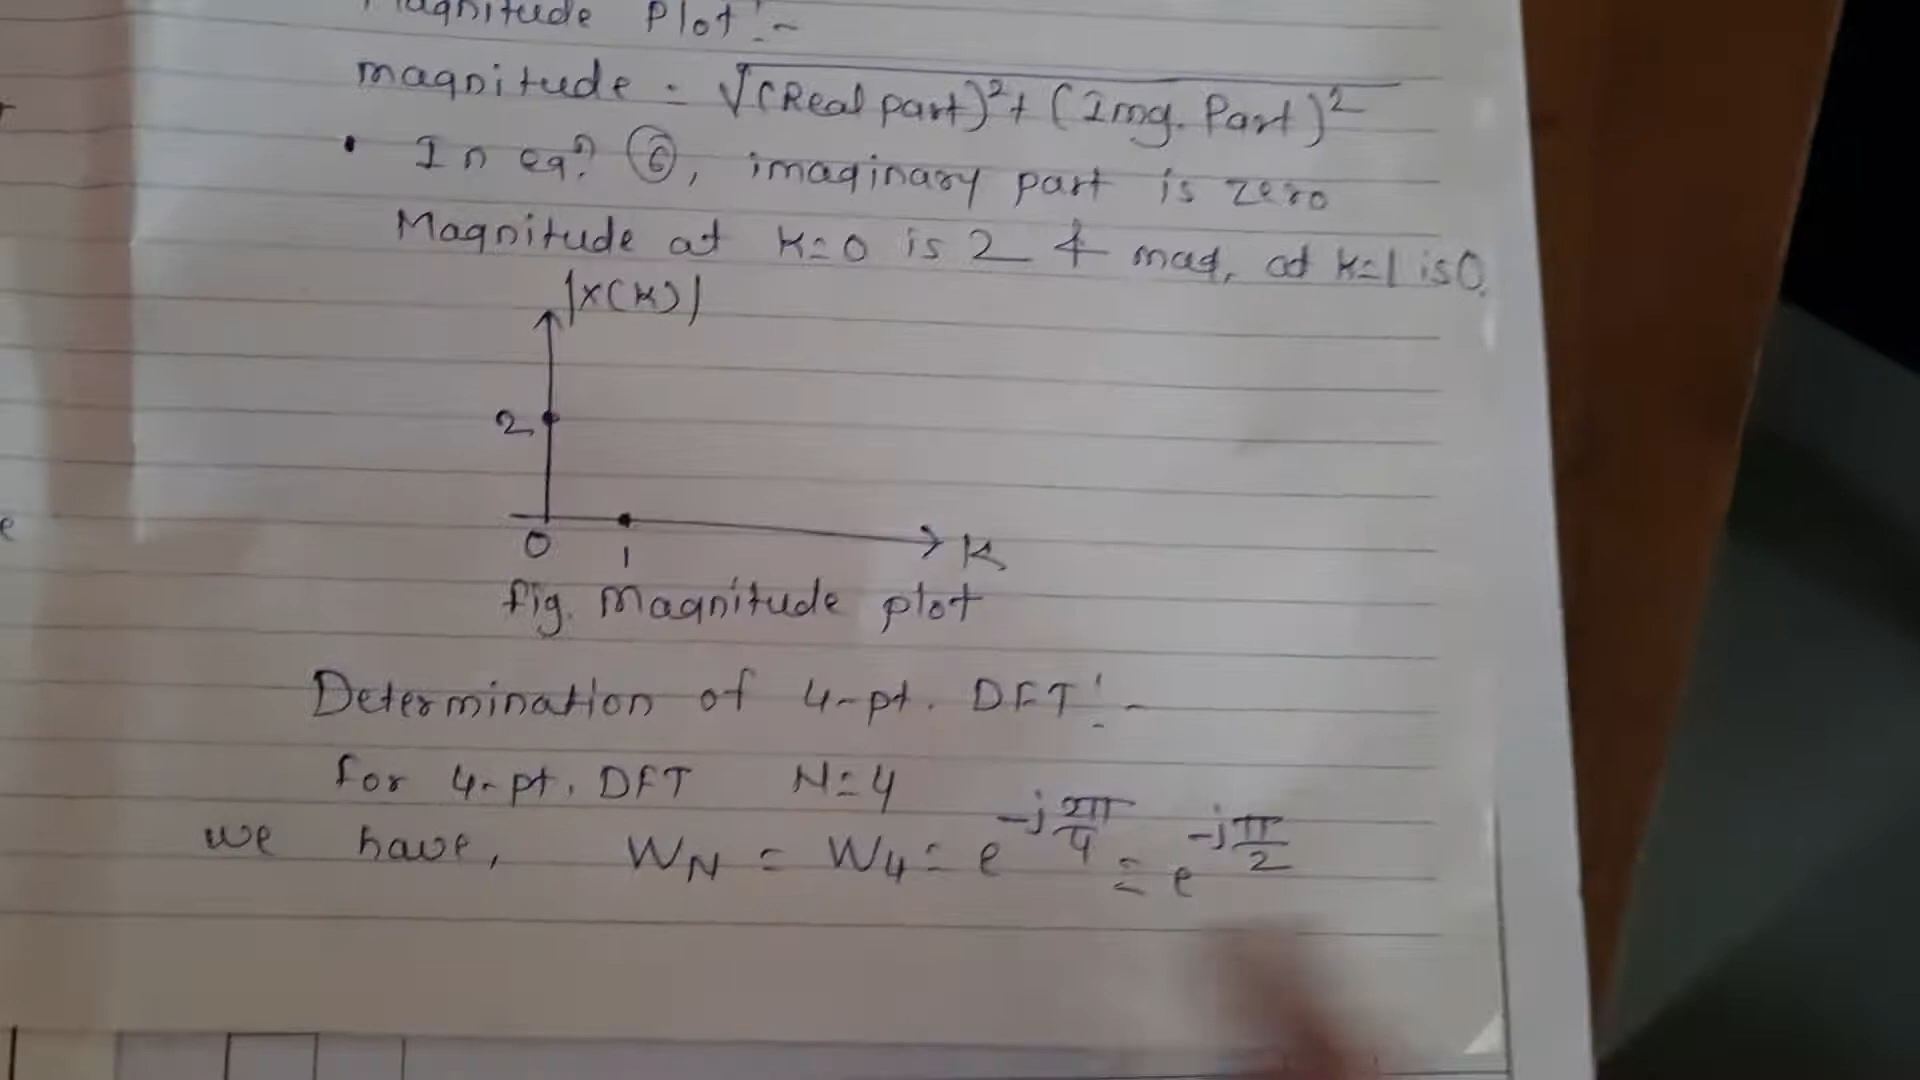 Magnitude Plot :-
magnitude = √(Real part)² + (Img. Part)²
• In eqⁿ ⑥, imaginary part is zero
Magnitude at k=0 is 2 & mag. at k=1 is 0.
|X(k)|
2
0 1 K
fig. Magnitude plot
Determination of 4-pt. DFT :-
for 4-pt. DFT N=4
we have, W_N = W_4 = e^{-j 2π/4} = e^{-j π/2}